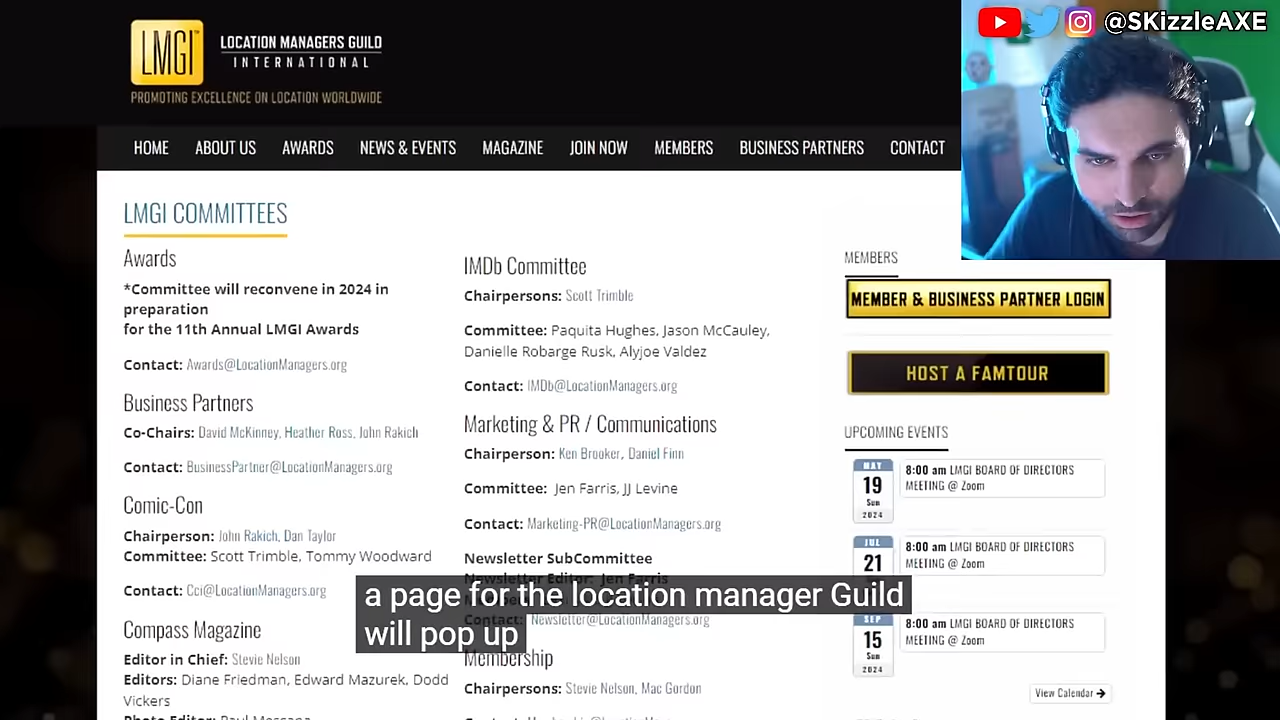 LMGI
LOCATION MANAGERS GUILD
INTERNATIONAL
PROMOTING EXCELLENCE ON LOCATION WORLDWIDE
@SKizzleAXE
HOME ABOUT US AWARDS NEWS & EVENTS MAGAZINE JOIN NOW MEMBERS BUSINESS PARTNERS CONTACT
LMGI COMMITTEES
Awards
*Committee will reconvene in 2024 in
preparation
for the 11th Annual LMGI Awards
Contact: Awards@LocationManagers.org
Business Partners
Co-Chairs: David McKinney, Heather Ross, John Rakich
Contact: BusinessPartner@LocationManagers.org
Comic-Con
Chairperson: John Rakich, Dan Taylor
Committee: Scott Trimble, Tommy Woodward
Contact: Cci@LocationManagers.org
Compass Magazine
Editor in Chief: Stevie Nelson
Editors: Diane Friedman, Edward Mazurek, Dodd
Vickers
IMDb Committee
Chairpersons: Scott Trimble
Committee: Paquita Hughes, Jason McCauley,
Danielle Robarge Rusk, Alyjoe Valdez
Contact: IMDb@LocationManagers.org
Marketing & PR / Communications
Chairperson: Ken Brooker, Daniel Finn
Committee: Jen Farris, JJ Levine
Contact: Marketing-PR@LocationManagers.org
Newsletter SubCommittee
Newsletter Editor: Jen Farris
Newsletter@LocationManagers.org
Membership
Chairpersons: Stevie Nelson, Mac Gordon
a page for the location manager Guild
will pop up
MEMBERS
MEMBER & BUSINESS PARTNER LOGIN
HOST A FAMTOUR
UPCOMING EVENTS
MAY
19
Sun
2024
8:00 am LMGI BOARD OF DIRECTORS
MEETING @ Zoom
JUL
21
8:00 am LMGI BOARD OF DIRECTORS
MEETING @ Zoom
SEP
15
Sun
2024
8:00 am LMGI BOARD OF DIRECTORS
MEETING @ Zoom
View Calendar